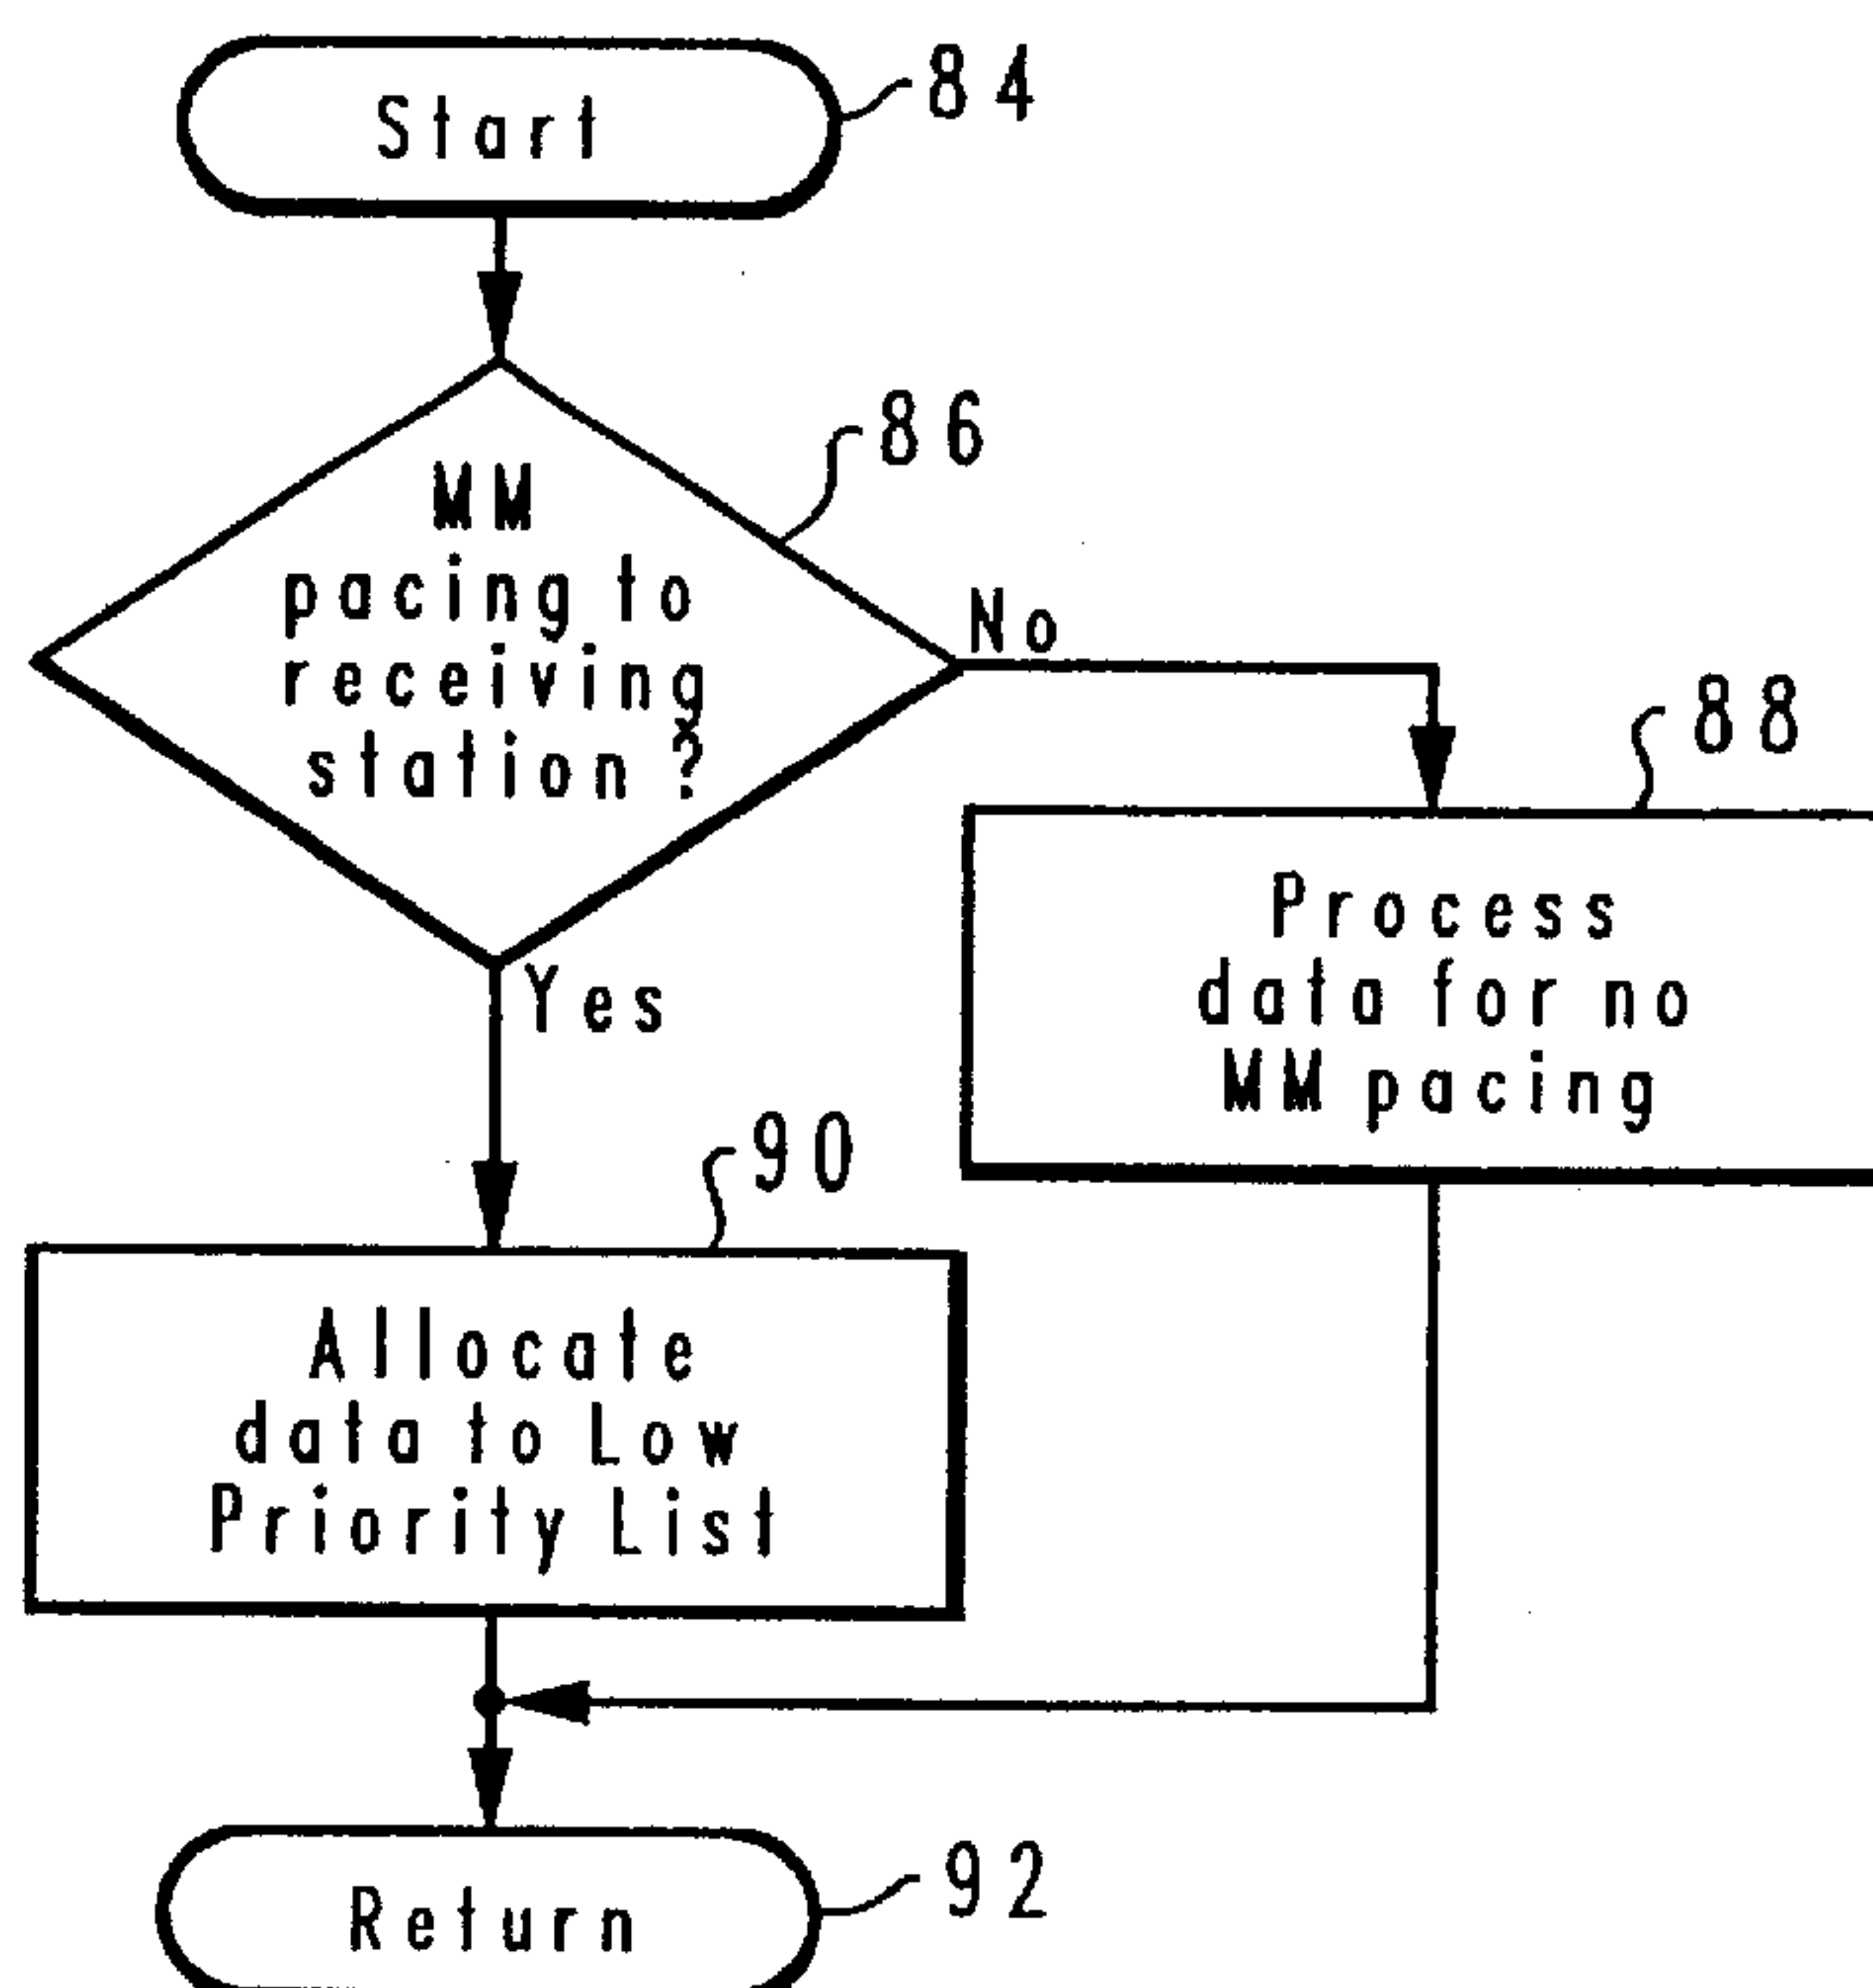 Start
84
86
MM
pacing to
receiving
station ?
No
88
Process
data for no
MM pacing
Yes
90
Allocate
data to Low
Priority List
Return
92